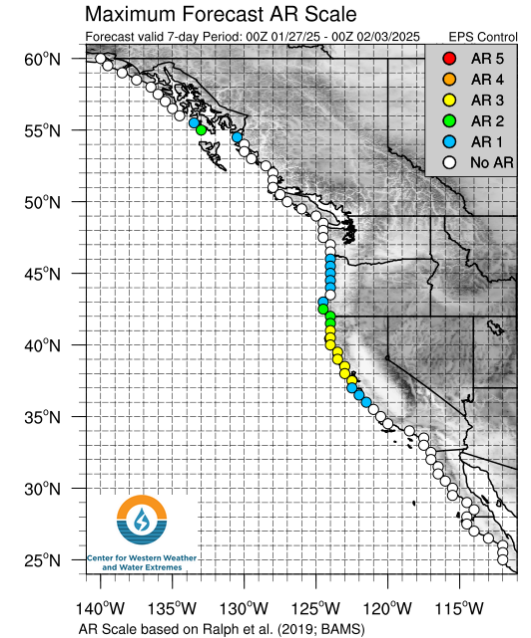 Maximum Forecast AR Scale
Forecast valid 7-day Period: 00Z 01/27/25 - 00Z 02/03/2025 EPS Control
AR 5
AR 4
AR 3
AR 2
AR 1
No AR
60°N
55°N
50°N
45°N
40°N
35°N
30°N
25°N
Center for Western Weather
and Water Extremes
140°W 135°W 130°W 125°W 120°W 115°W
AR Scale based on Ralph et al. (2019; BAMS)